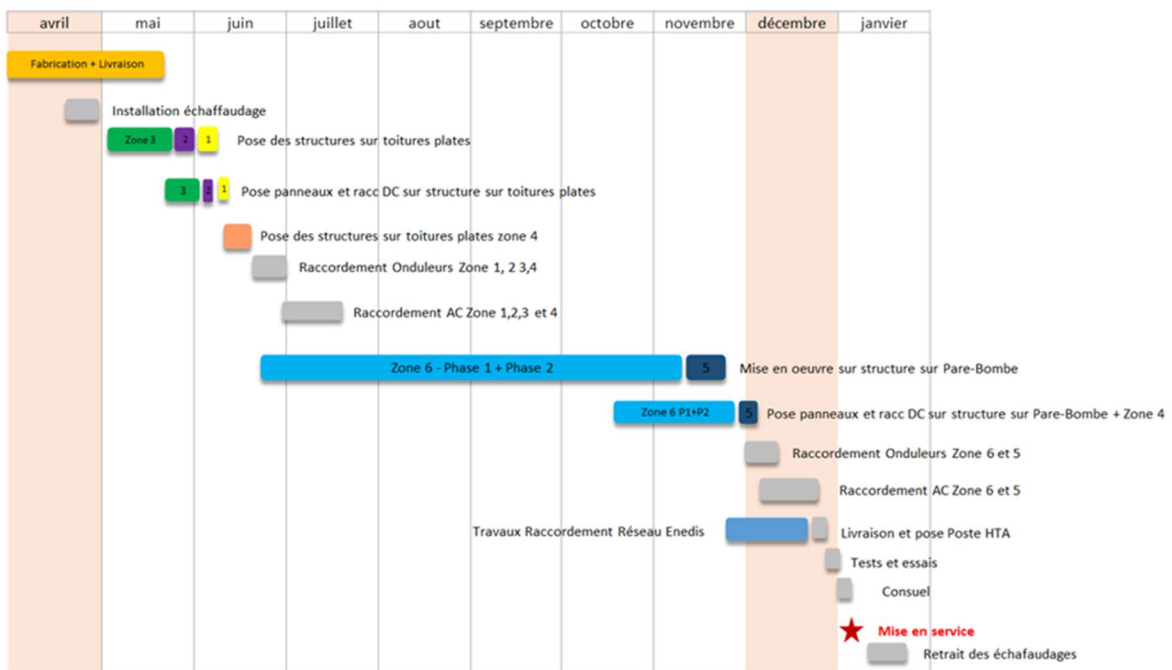 avril mai juin juillet aout septembre octobre novembre décembre janvier
Fabrication + Livraison
Installation échaffaudage
Zone 3 2 1 Pose des structures sur toitures plates
3 2 1 Pose panneaux et racc DC sur structure sur toitures plates
Pose des structures sur toitures plates zone 4
Raccordement Onduleurs Zone 1, 2 3,4
Raccordement AC Zone 1,2,3 et 4
Zone 6 - Phase 1 + Phase 2 5 Mise en oeuvre sur structure sur Pare-Bombe
Zone 6 P1+P2 5 Pose panneaux et racc DC sur structure sur Pare-Bombe + Zone 4
Raccordement Onduleurs Zone 6 et 5
Raccordement AC Zone 6 et 5
Travaux Raccordement Réseau Enedis Livraison et pose Poste HTA
Tests et essais
Consuel
Mise en service
Retrait des échafaudages